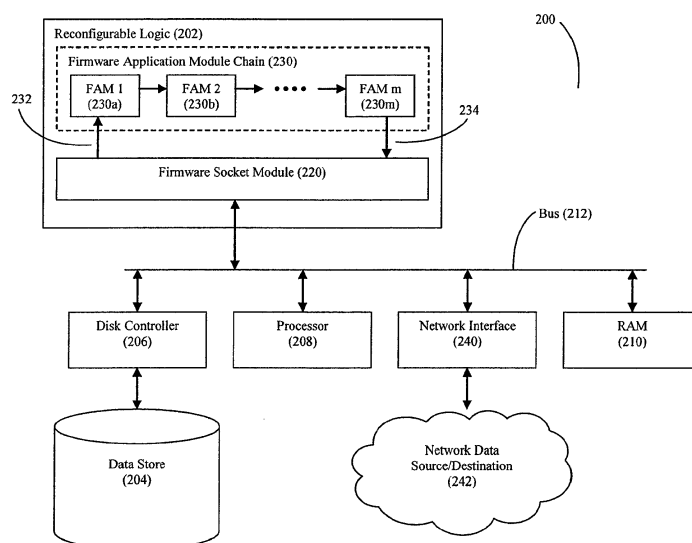 Reconfigurable Logic (202)
200
Firmware Application Module Chain (230)
FAM 1
(230a)
FAM 2
(230b)
FAM m
(230m)
232
234
Firmware Socket Module (220)
Bus (212)
Disk Controller
(206)
Processor
(208)
Network Interface
(240)
RAM
(210)
Data Store
(204)
Network Data
Source/Destination
(242)